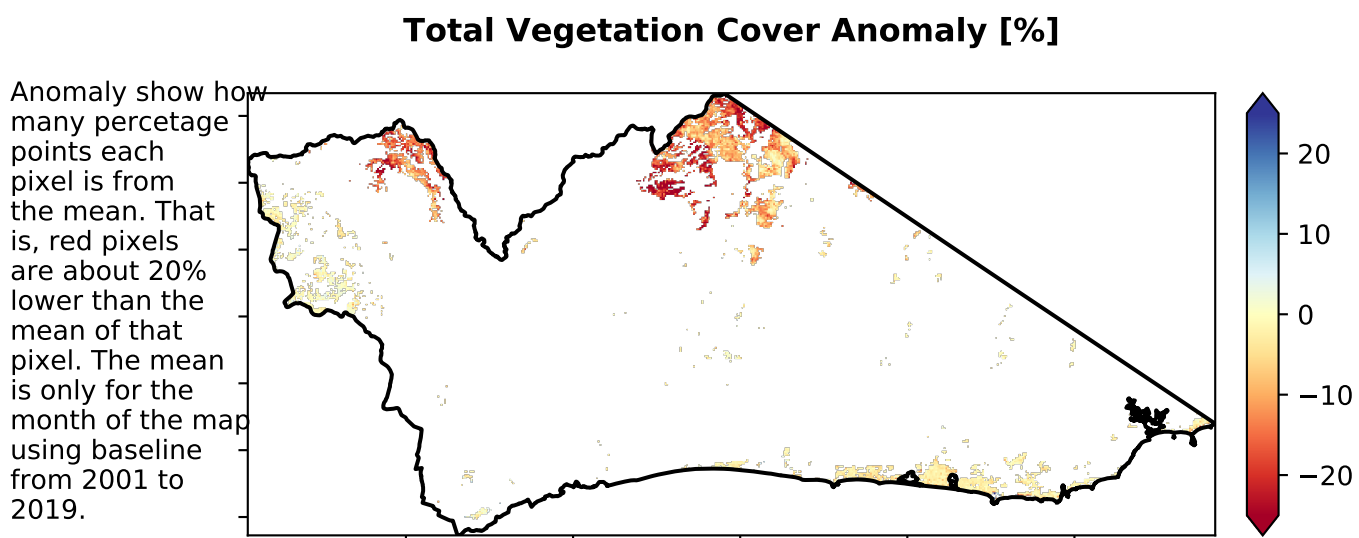 Total Vegetation Cover Anomaly [%]
Anomaly show how
many percetage
points each
pixel is from
the mean. That
is, red pixels
are about 20%
lower than the
mean of that
pixel. The mean
is only for the
month of the map
using baseline
from 2001 to
2019.
20
10
0
−10
−20